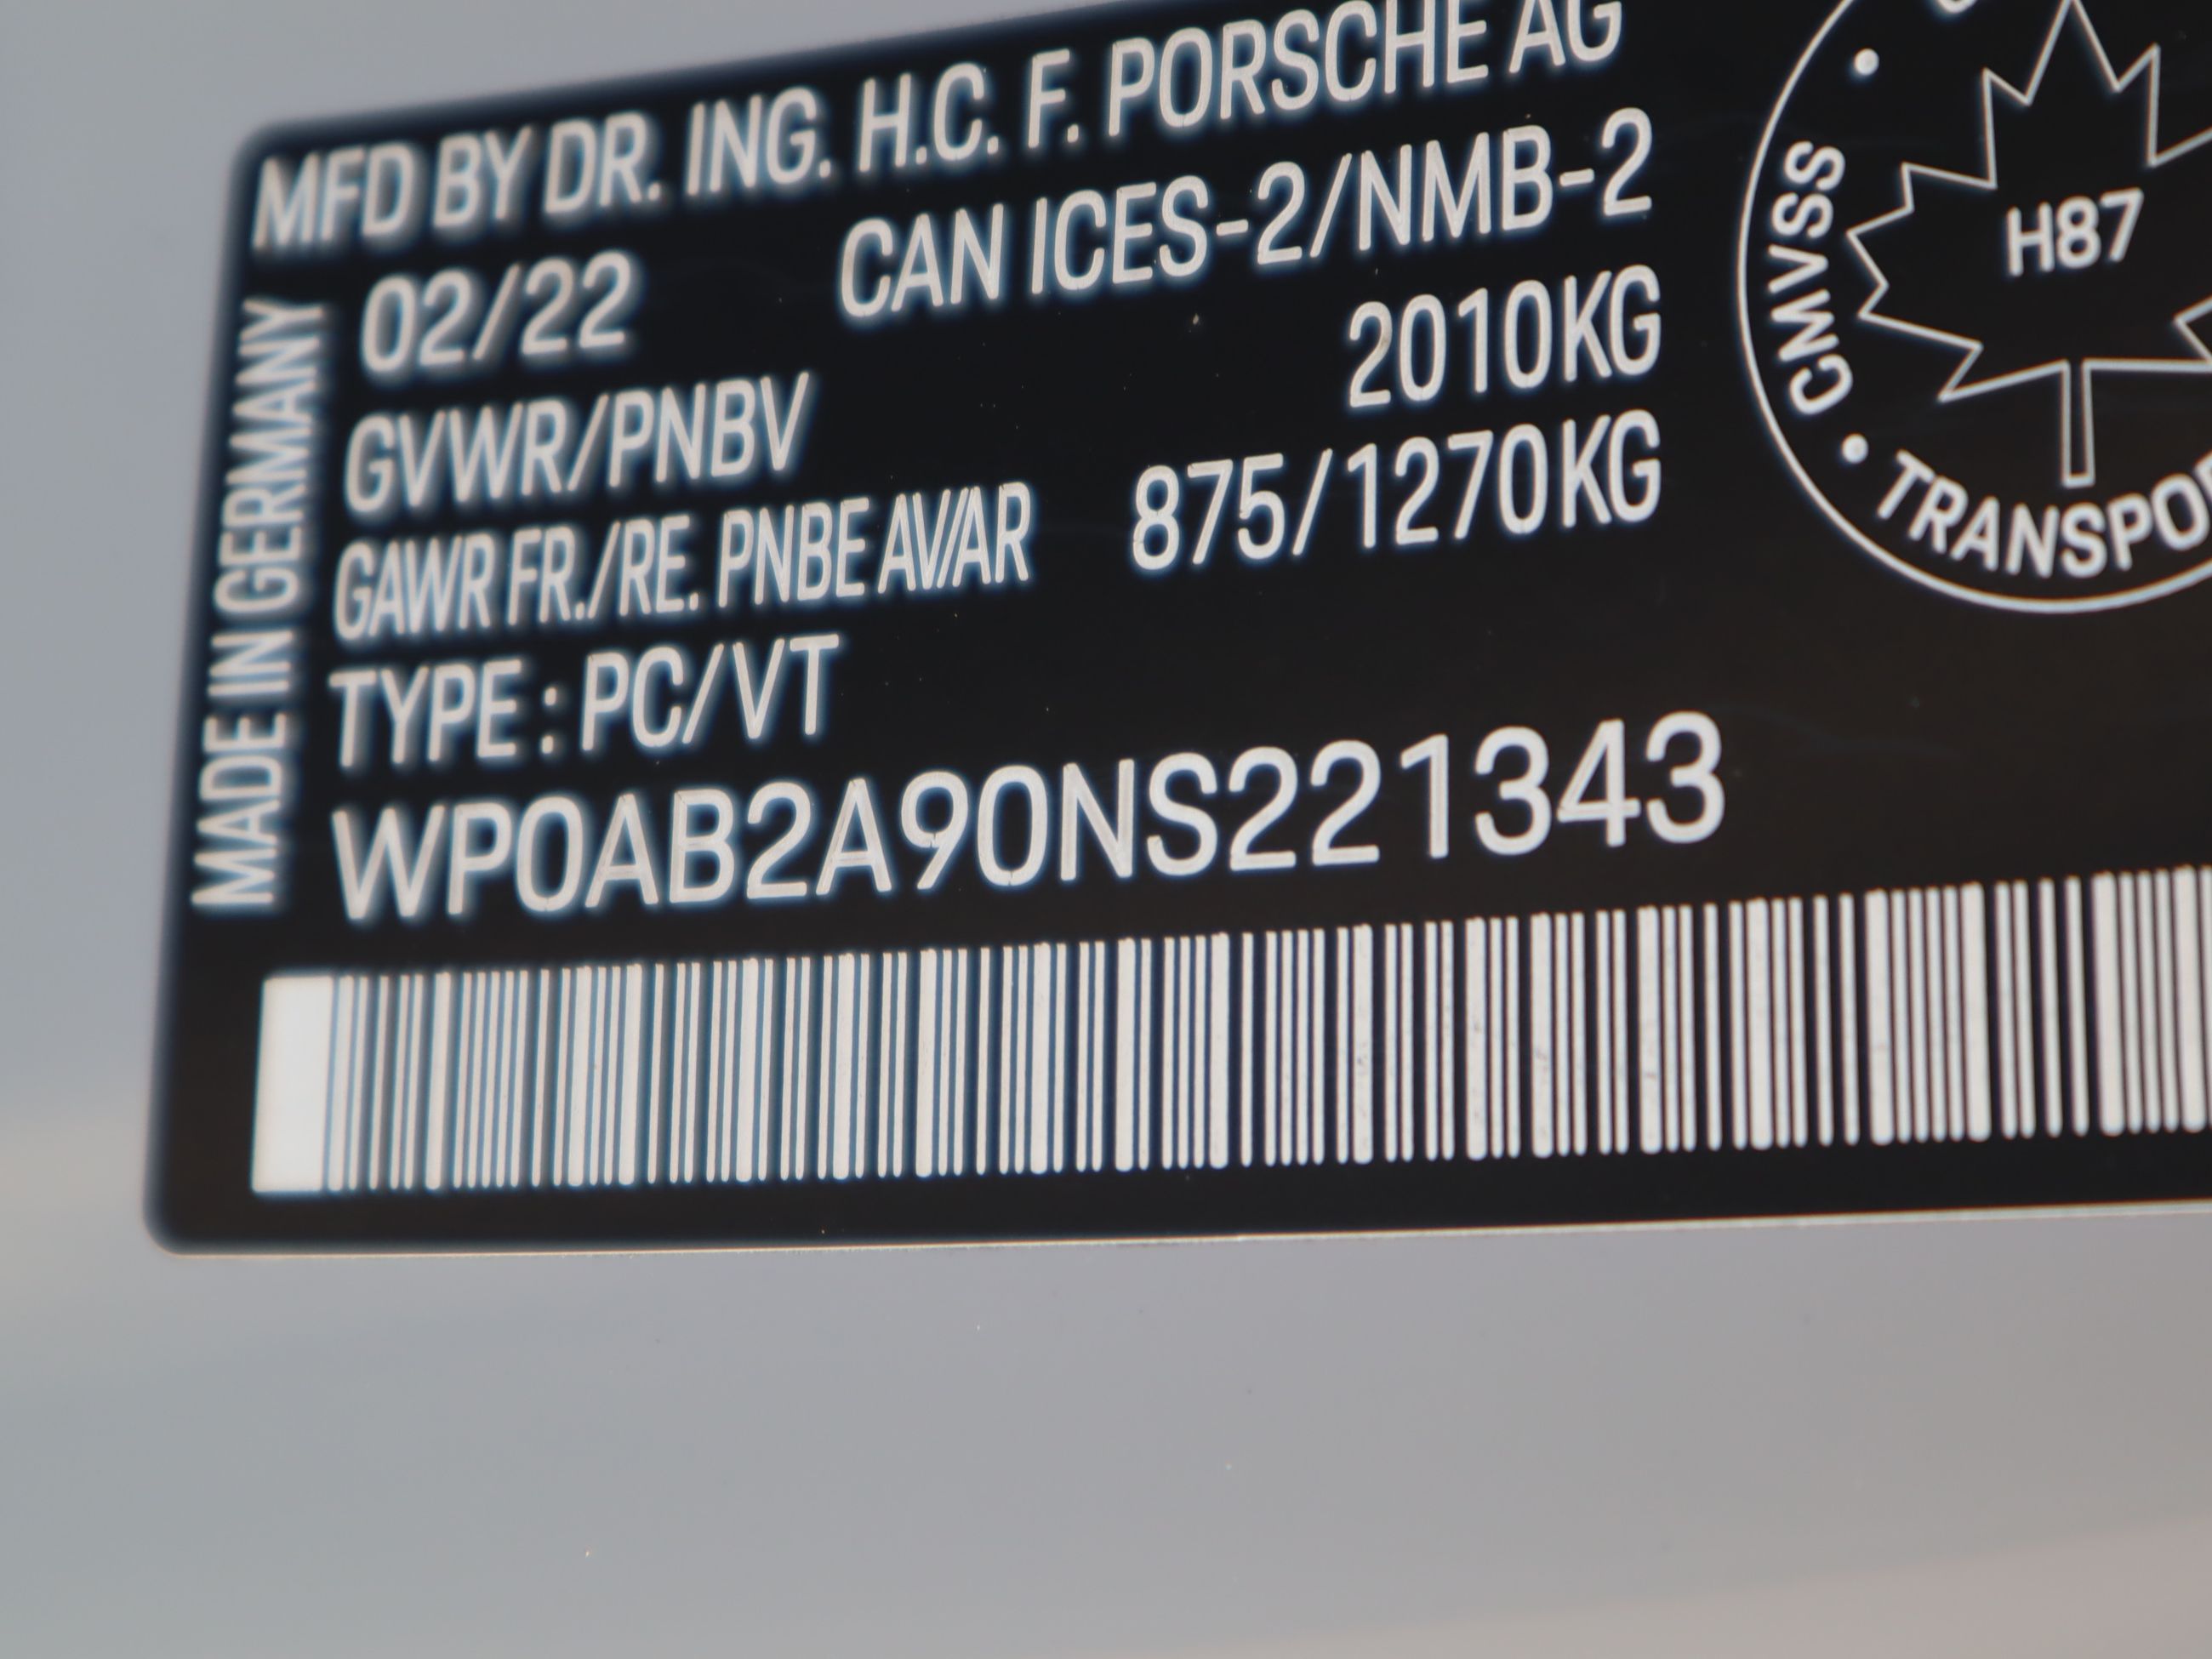 MFD BY DR. ING. H.C. F. PORSCHE AG
02/22 CAN ICES-2/NMB-2
GVWR/PNBV 2010KG
GAWR FR./RE. PNBE AV/AR 875/1270KG
TYPE : PC/VT
WP0AB2A90NS221343
MADE IN GERMANY
H87
CMVSS